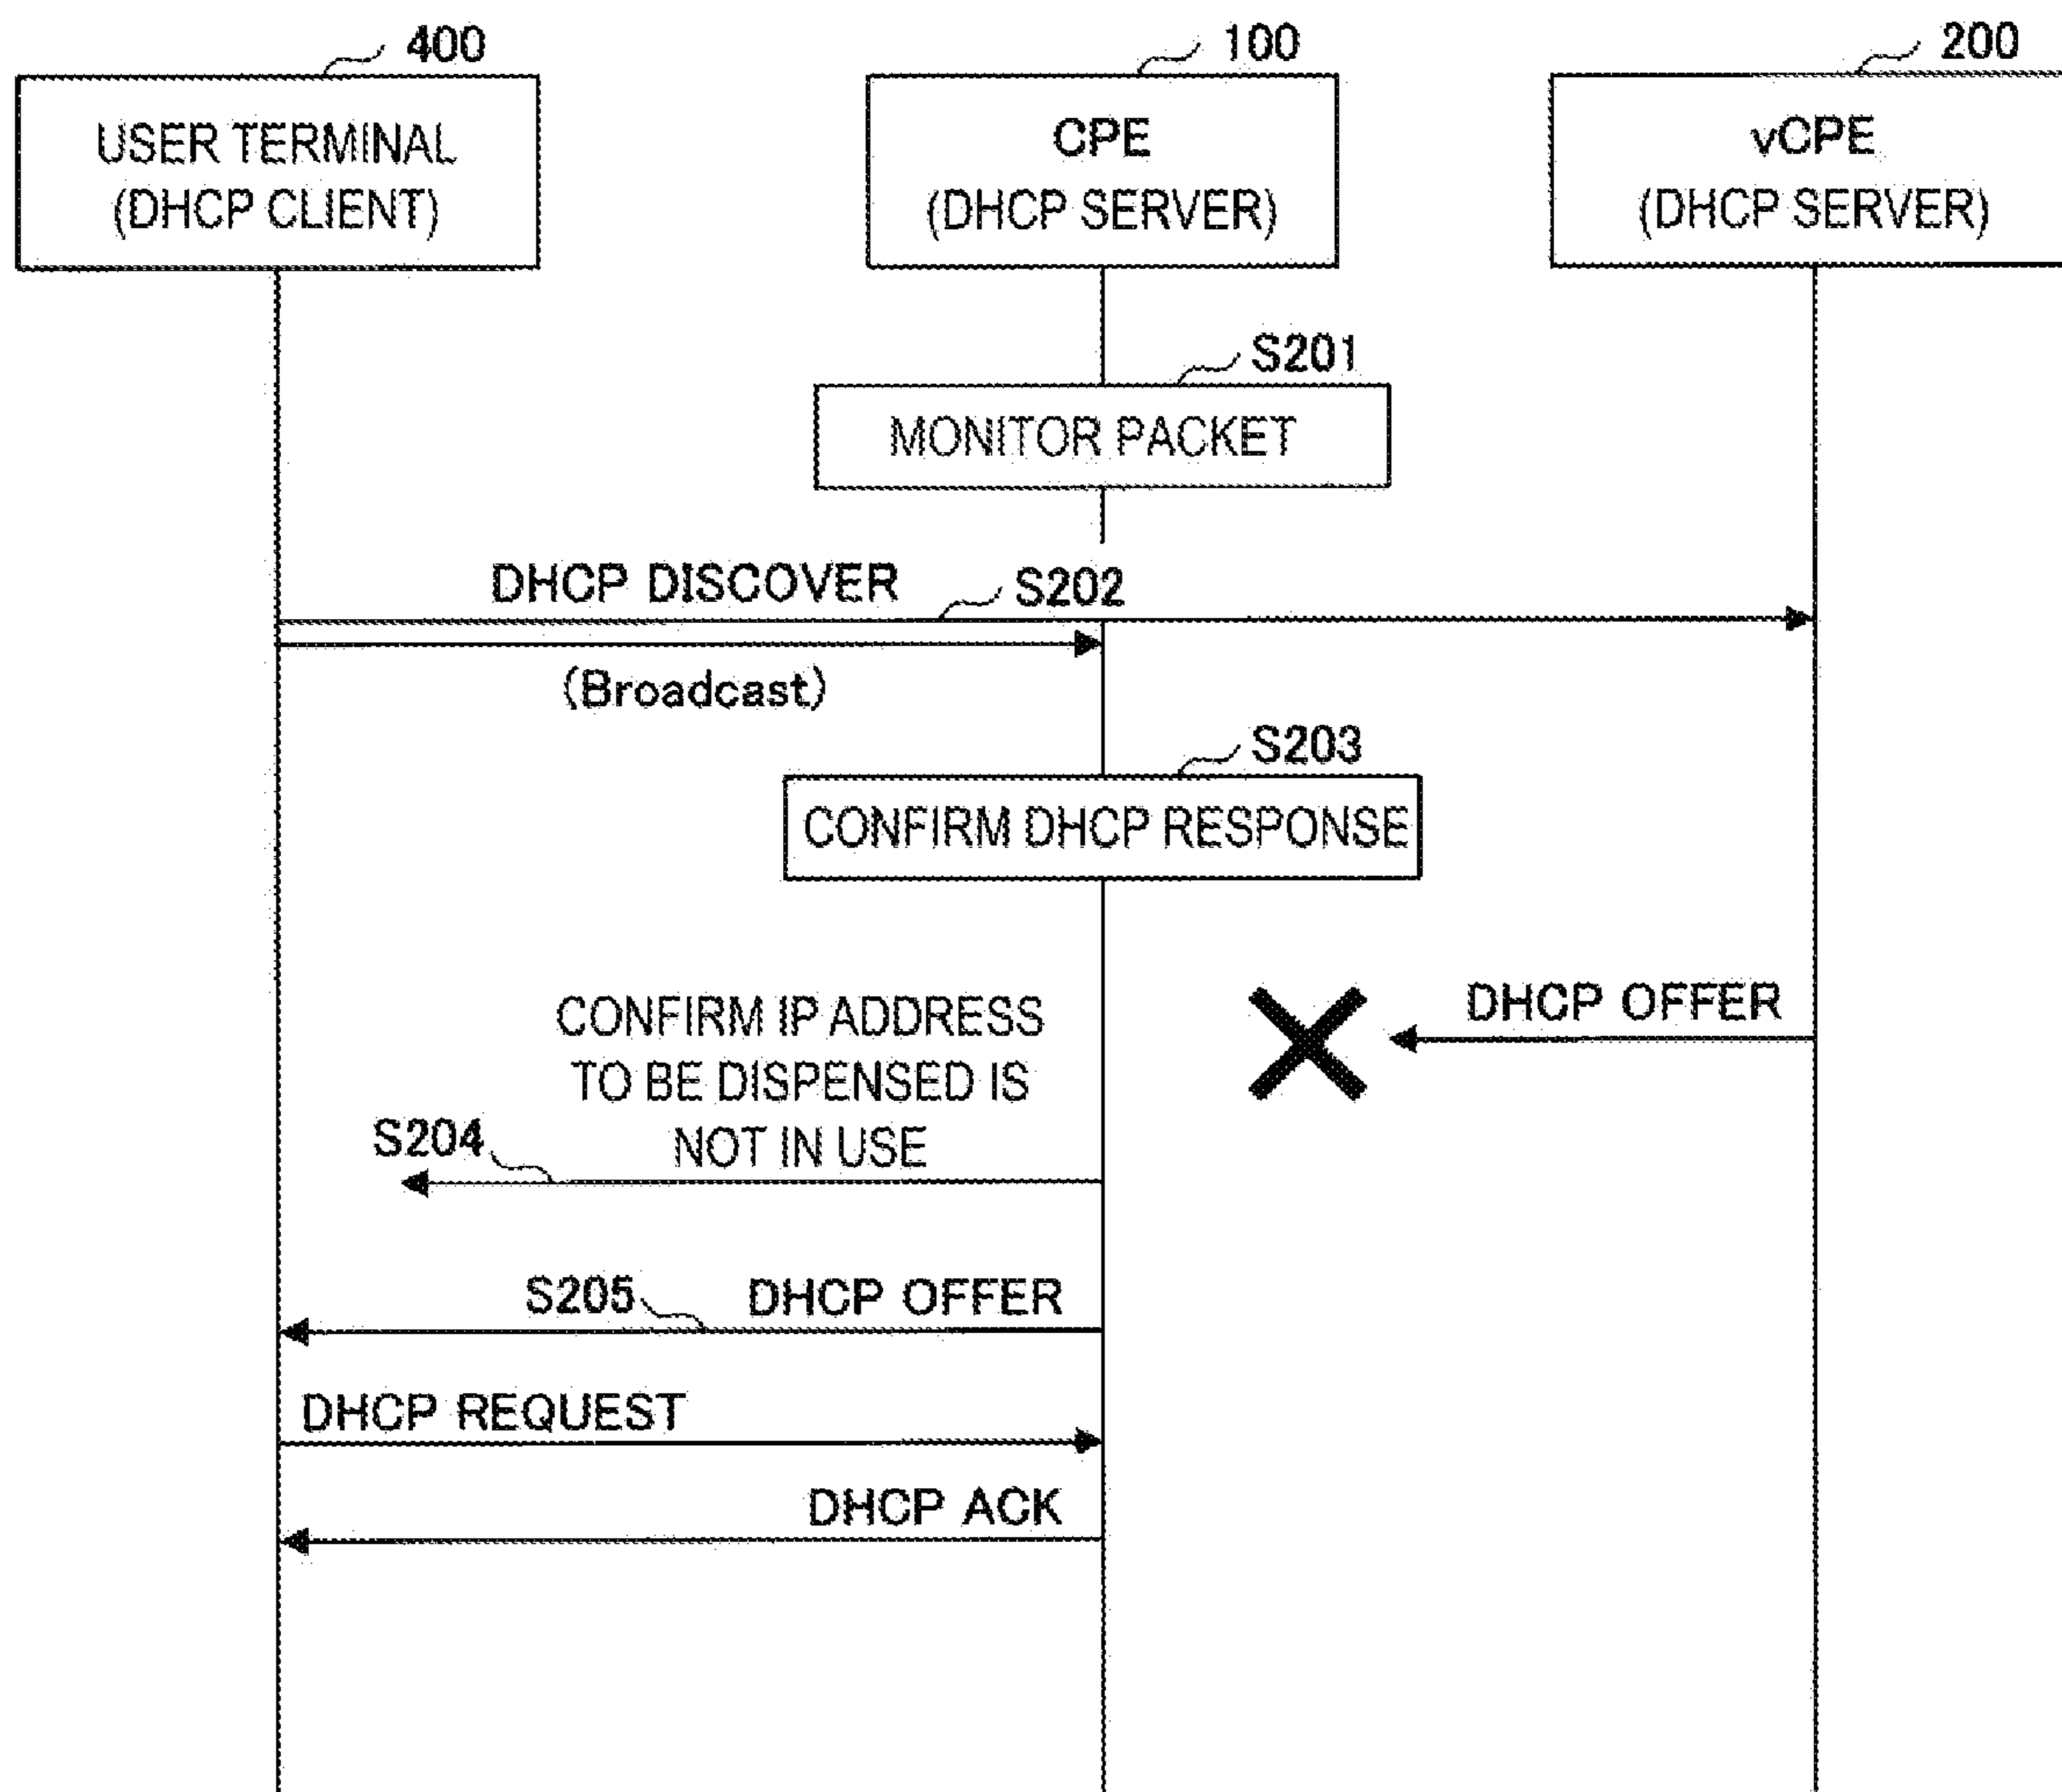 400
100
200
USER TERMINAL
(DHCP CLIENT)
CPE
(DHCP SERVER)
vCPE
(DHCP SERVER)
S201
MONITOR PACKET
DHCP DISCOVER
S202
(Broadcast)
S203
CONFIRM DHCP RESPONSE
DHCP OFFER
CONFIRM IP ADDRESS
TO BE DISPENSED IS
NOT IN USE
S204
S205
DHCP OFFER
DHCP REQUEST
DHCP ACK